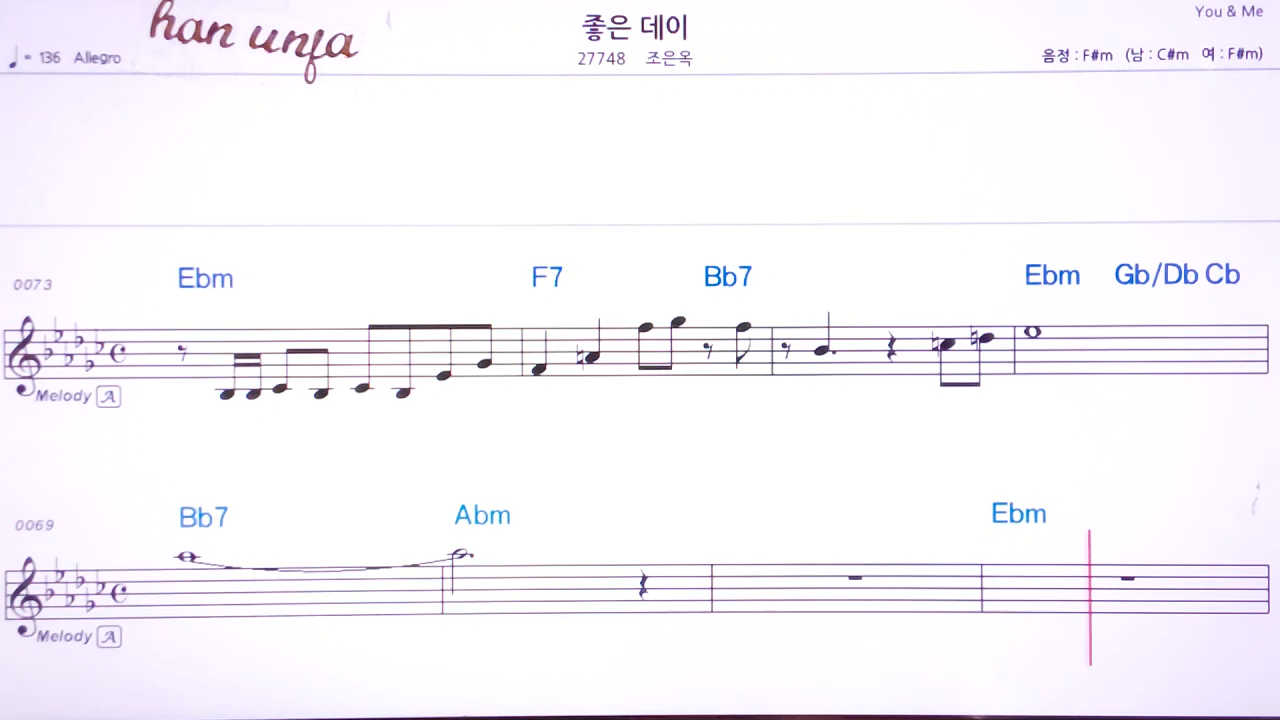 You & Me
han unja
좋은 데이
♩ = 136 Allegro
27748 조은옥
음정 : F#m (남 : C#m 여 : F#m)
0073 Ebm F7 Bb7 Ebm Gb/Db Cb
Melody A
0069 Bb7 Abm Ebm
Melody A